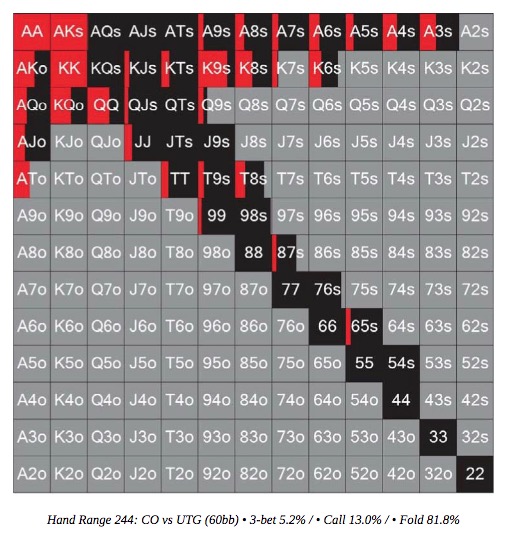 AA AKs AQs AJs ATs A9s A8s A7s A6s A5s A4s A3s A2s
AKo KK KQs KJs KTs K9s K8s K7s K6s K5s K4s K3s K2s
AQo KQo QQ QJs QTs Q9s Q8s Q7s Q6s Q5s Q4s Q3s Q2s
AJo KJo QJo JJ JTs J9s J8s J7s J6s J5s J4s J3s J2s
ATo KTo QTo JTo TT T9s T8s T7s T6s T5s T4s T3s T2s
A9o K9o Q9o J9o T9o 99 98s 97s 96s 95s 94s 93s 92s
A8o K8o Q8o J8o T8o 98o 88 87s 86s 85s 84s 83s 82s
A7o K7o Q7o J7o T7o 97o 87o 77 76s 75s 74s 73s 72s
A6o K6o Q6o J6o T6o 96o 86o 76o 66 65s 64s 63s 62s
A5o K5o Q5o J5o T5o 95o 85o 75o 65o 55 54s 53s 52s
A4o K4o Q4o J4o T4o 94o 84o 74o 64o 54o 44 43s 42s
A3o K3o Q3o J3o T3o 93o 83o 73o 63o 53o 43o 33 32s
A2o K2o Q2o J2o T2o 92o 82o 72o 62o 52o 42o 32o 22
Hand Range 244: CO vs UTG (60bb) • 3-bet 5.2% / • Call 13.0% / • Fold 81.8%